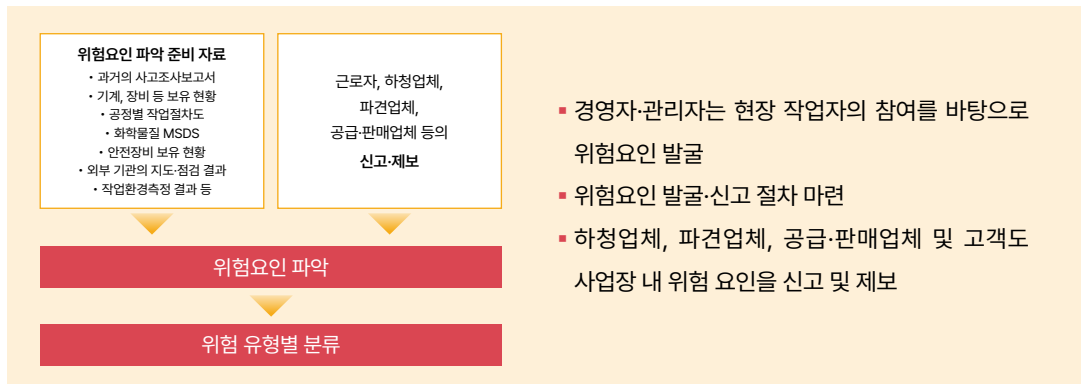 위험요인 파악 준비 자료
• 과거의 사고조사보고서
• 기계, 장비 등 보유 현황
• 공정별 작업절차도
• 화학물질 MSDS
• 안전장비 보유 현황
• 외부 기관의 지도·점검 결과
• 작업환경측정 결과 등
근로자, 하청업체,
파견업체,
공급·판매업체 등의
신고·제보
위험요인 파악
위험 유형별 분류
▪ 경영자·관리자는 현장 작업자의 참여를 바탕으로
위험요인 발굴
▪ 위험요인 발굴·신고 절차 마련
▪ 하청업체, 파견업체, 공급·판매업체 및 고객도
사업장 내 위험 요인을 신고 및 제보